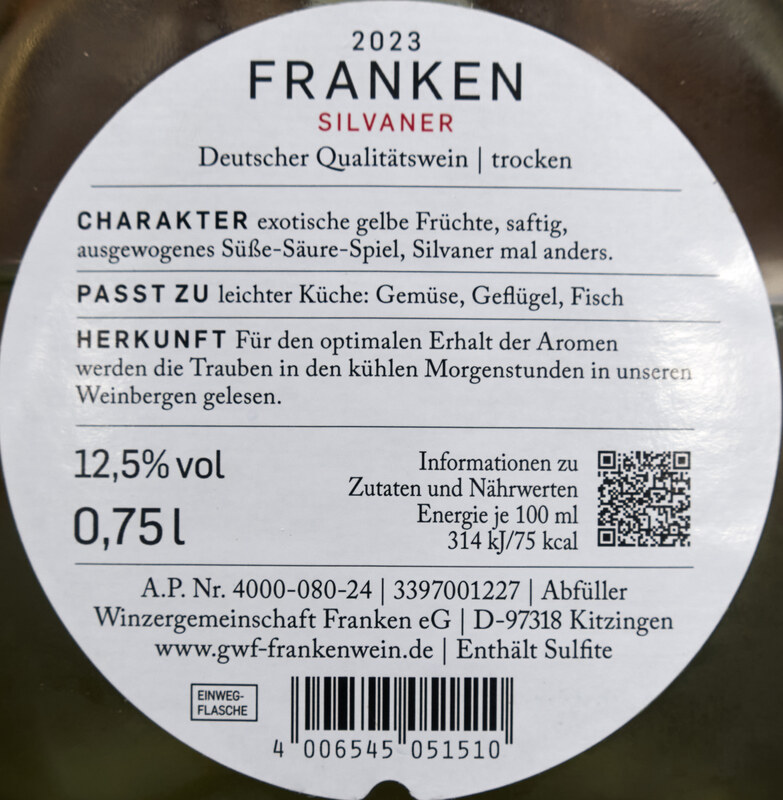 2023
FRANKEN
SILVANER
Deutscher Qualitätswein | trocken
CHARAKTER exotische gelbe Früchte, saftig,
ausgewogenes Süße-Säure-Spiel, Silvaner mal anders.
PASST ZU leichter Küche: Gemüse, Geflügel, Fisch
HERKUNFT Für den optimalen Erhalt der Aromen
werden die Trauben in den kühlen Morgenstunden in unseren
Weinbergen gelesen.
12,5% vol
0,75 l
Informationen zu
Zutaten und Nährwerten
Energie je 100 ml
314 kJ/75 kcal
A.P. Nr. 4000-080-24 | 3397001227 | Abfüller
Winzergemeinschaft Franken eG | D-97318 Kitzingen
www.gwf-frankenwein.de | Enthält Sulfite
EINWEG-
FLASCHE
4 006545 051510